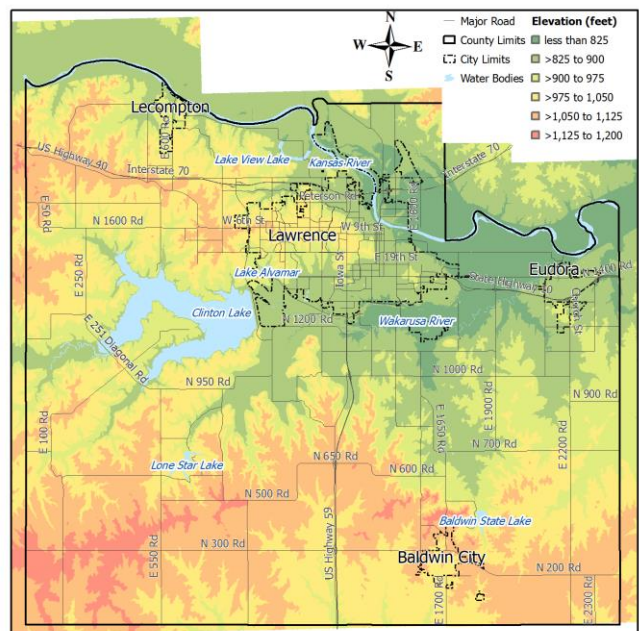 N
W E
S
Major Road
County Limits
City Limits
Water Bodies
Elevation (feet)
less than 825
>825 to 900
>900 to 975
>975 to 1,050
>1,050 to 1,125
>1,125 to 1,200
Lecompton
E 600 Rd
US Highway 40
Interstate 70
Lake View Lake
Kansas River
Interstate 70
E 50 Rd
N 1600 Rd
W 6th St
Peterson Rd
W 9th St
Lawrence
Iowa St
E 19th St
E 250 Rd
Lake Alvamar
Clinton Lake
Eudora
State Highway 10
N 1400 Rd
N 1200 Rd
Wakarusa River
E 251 Diagonal Rd
N 950 Rd
N 1000 Rd
N 900 Rd
E 100 Rd
E 1650 Rd
E 1900 Rd
N 700 Rd
E 2200 Rd
Lone Star Lake
N 650 Rd
N 600 Rd
N 500 Rd
Baldwin State Lake
E 550 Rd
N 300 Rd
US Highway 59
Baldwin City
N 200 Rd
E 1700 Rd
E 2300 Rd